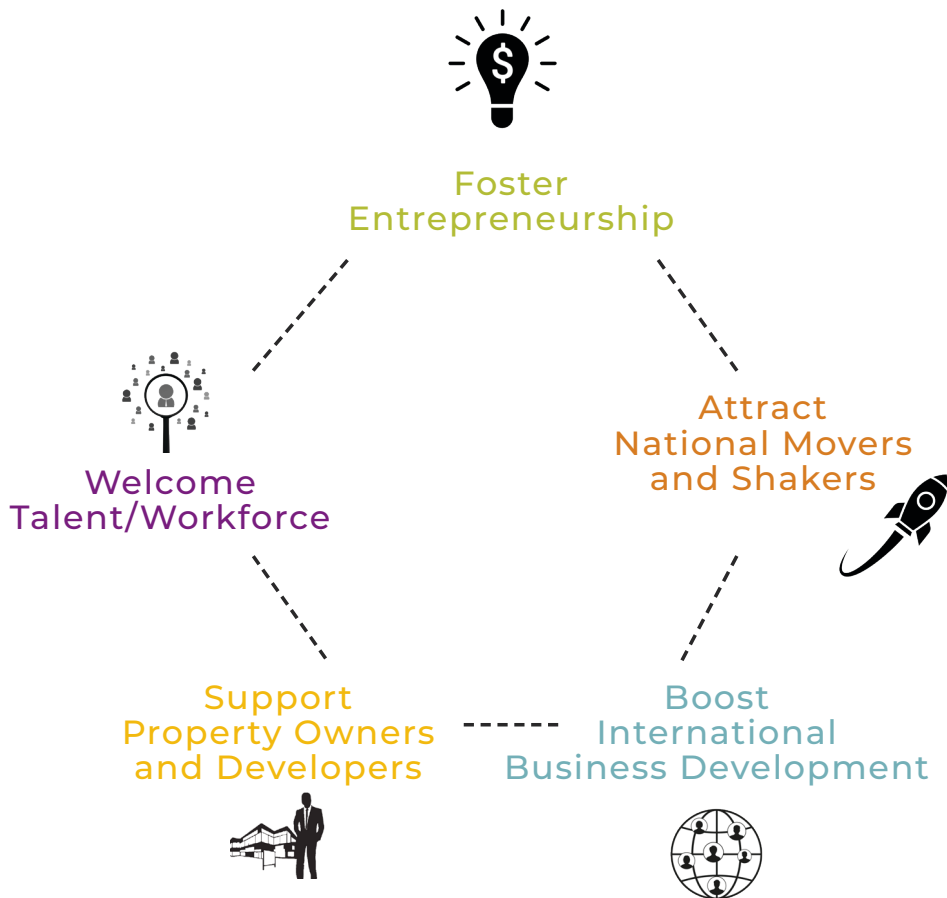 $
Foster
Entrepreneurship
Attract
National Movers
and Shakers
Welcome
Talent/Workforce
Support
Property Owners
and Developers
Boost
International
Business Development